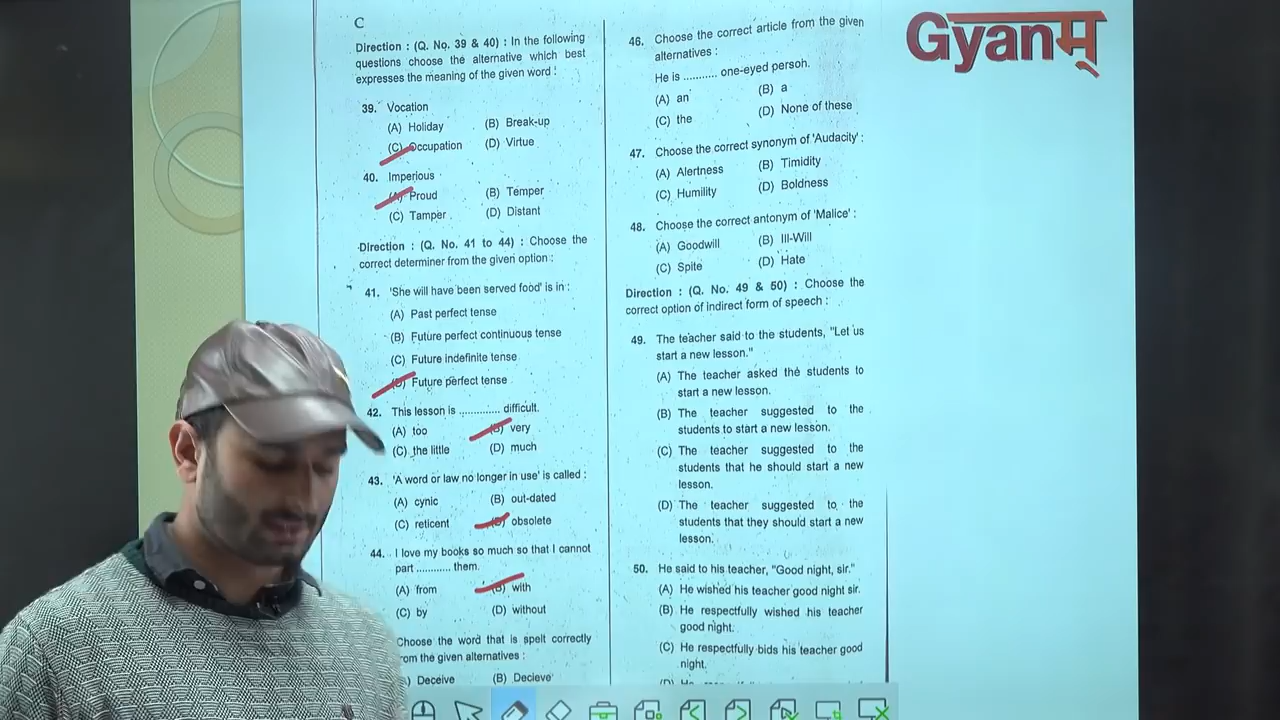 C
Direction : (Q. No. 39 & 40) : In the following
questions choose the alternative which best
expresses the meaning of the given word :
39. Vocation
(A) Holiday (B) Break-up
(C) Occupation (D) Virtue
40. Imperious
(A) Proud (B) Temper
(C) Tamper (D) Distant
Direction : (Q. No. 41 to 44) : Choose the
correct determiner from the given option :
41. 'She will have been served food' is in :
(A) Past perfect tense
(B) Future perfect continuous tense
(C) Future indefinite tense
(D) Future perfect tense
42. This lesson is ............. difficult.
(A) too (B) very
(C) the little (D) much
43. 'A word or law no longer in use' is called :
(A) cynic (B) out-dated
(C) reticent (D) obsolete
44. I love my books so much so that I cannot
part ........... them.
(A) from (B) with
(C) by (D) without
Choose the word that is spelt correctly
from the given alternatives :
) Deceive (B) Decieve
46. Choose the correct article from the given
alternatives :
He is ........... one-eyed person.
(A) an (B) a
(C) the (D) None of these
47. Choose the correct synonym of 'Audacity' :
(A) Alertness (B) Timidity
(C) Humility (D) Boldness
48. Choose the correct antonym of 'Malice' :
(A) Goodwill (B) Ill-Will
(C) Spite (D) Hate
Direction : (Q. No. 49 & 50) : Choose the
correct option of indirect form of speech :
49. The teacher said to the students, "Let us
start a new lesson."
(A) The teacher asked the students to
start a new lesson.
(B) The teacher suggested to the
students to start a new lesson.
(C) The teacher suggested to the
students that he should start a new
lesson.
(D) The teacher suggested to the
students that they should start a new
lesson.
50. He said to his teacher, "Good night, sir."
(A) He wished his teacher good night sir.
(B) He respectfully wished his teacher
good night.
(C) He respectfully bids his teacher good
night.
(D) He
Gyanम्